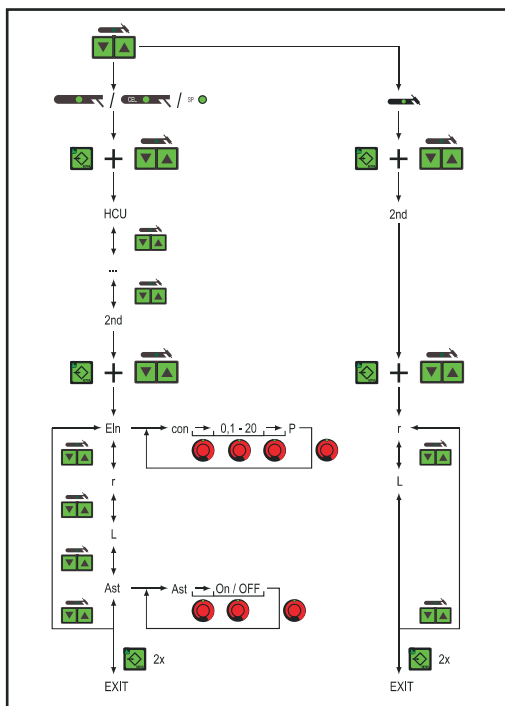 / CEL / SP
HCU
2nd
...
2nd
Eln con 0,1 - 20 P r
r L
L
Ast Ast On / OFF
2x 2x
EXIT EXIT